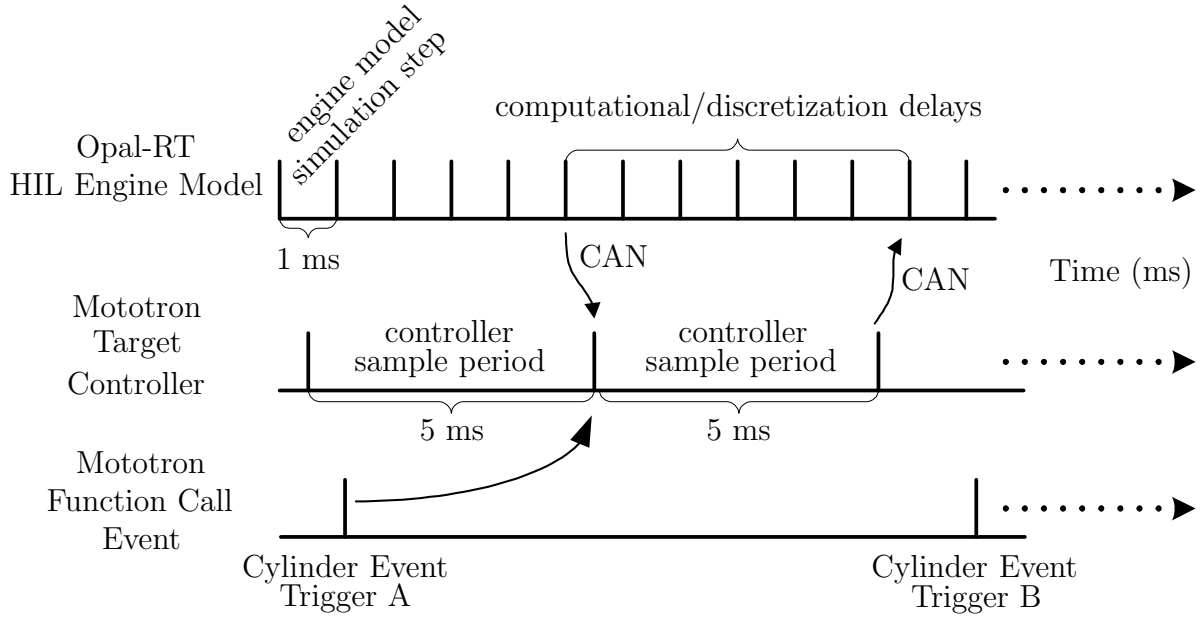 engine model
simulation step
computational/discretization delays
Opal-RT
HIL Engine Model
1 ms
CAN
CAN
Time (ms)
Mototron
Target
Controller
controller
sample period
controller
sample period
5 ms
5 ms
Mototron
Function Call
Event
Cylinder Event
Trigger A
Cylinder Event
Trigger B